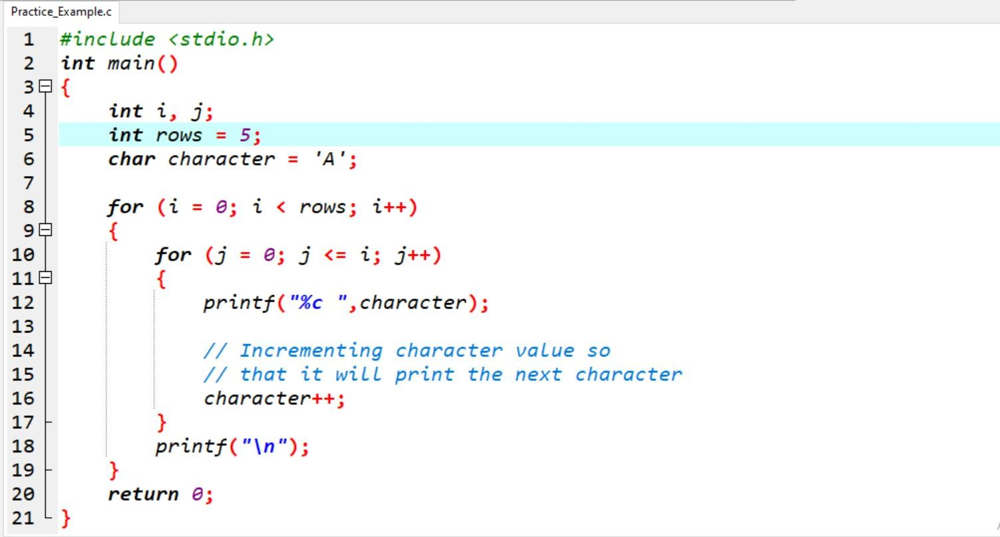 Practice_Example.c
1 #include <stdio.h>
2 int main()
3 {
4 int i, j;
5 int rows = 5;
6 char character = 'A';
7
8 for (i = 0; i < rows; i++)
9 {
10 for (j = 0; j <= i; j++)
11 {
12 printf("%c ",character);
13
14 // Incrementing character value so
15 // that it will print the next character
16 character++;
17 }
18 printf("\n");
19 }
20 return 0;
21 }